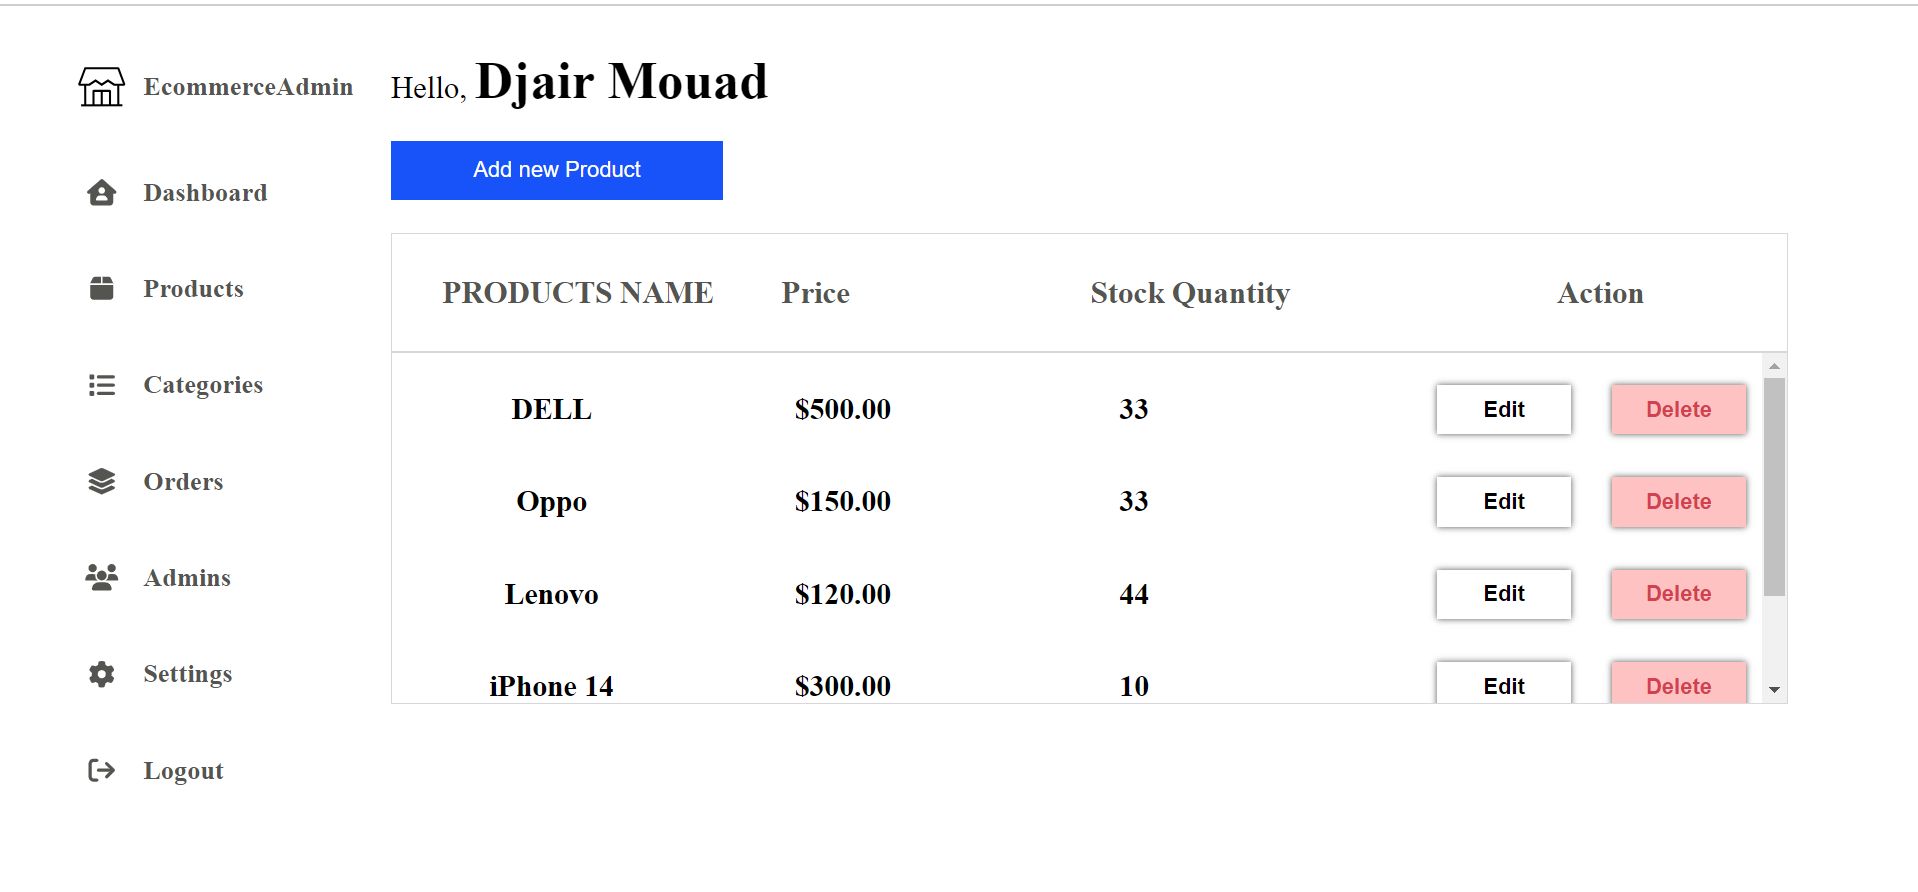 EcommerceAdmin
Dashboard
Products
Categories
Orders
Admins
Settings
Logout
Hello, Djair Mouad
Add new Product
PRODUCTS NAME Price Stock Quantity Action
DELL $500.00 33 Edit Delete
Oppo $150.00 33 Edit Delete
Lenovo $120.00 44 Edit Delete
iPhone 14 $300.00 10 Edit Delete